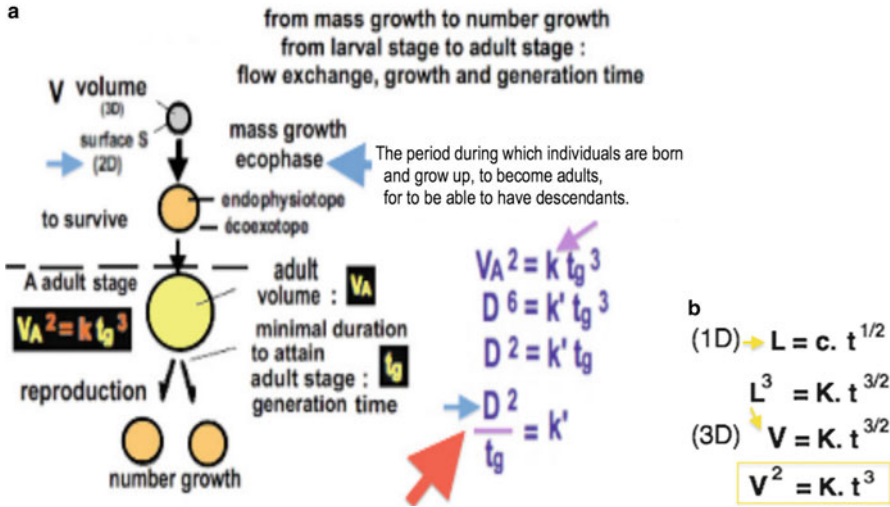 a
from mass growth to number growth
from larval stage to adult stage :
flow exchange, growth and generation time
V volume
(3D)
surface S
(2D)
mass growth
ecophase
The period during which individuals are born
and grow up, to become adults,
for to be able to have descendants.
endophysiotope
écoexotope
to survive
A adult stage
adult
volume : VA
VA² = k tg³
minimal duration
to attain
adult stage : tg
generation time
reproduction
number growth
VA² = k tg³
D⁶ = k' tg³
D² = k' tg
D²
— = k'
tg
b
(1D) L = c. t^1/2
L³ = K. t^3/2
(3D) V = K. t^3/2
V² = K. t³